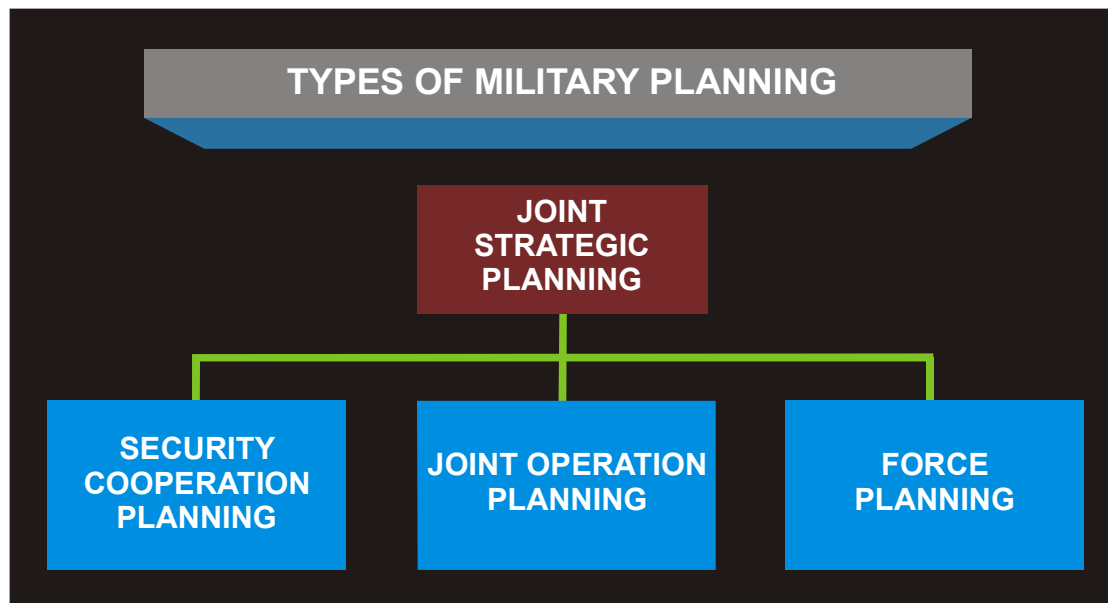 TYPES OF MILITARY PLANNING
JOINT
STRATEGIC
PLANNING
SECURITY
COOPERATION
PLANNING
JOINT OPERATION
PLANNING
FORCE
PLANNING